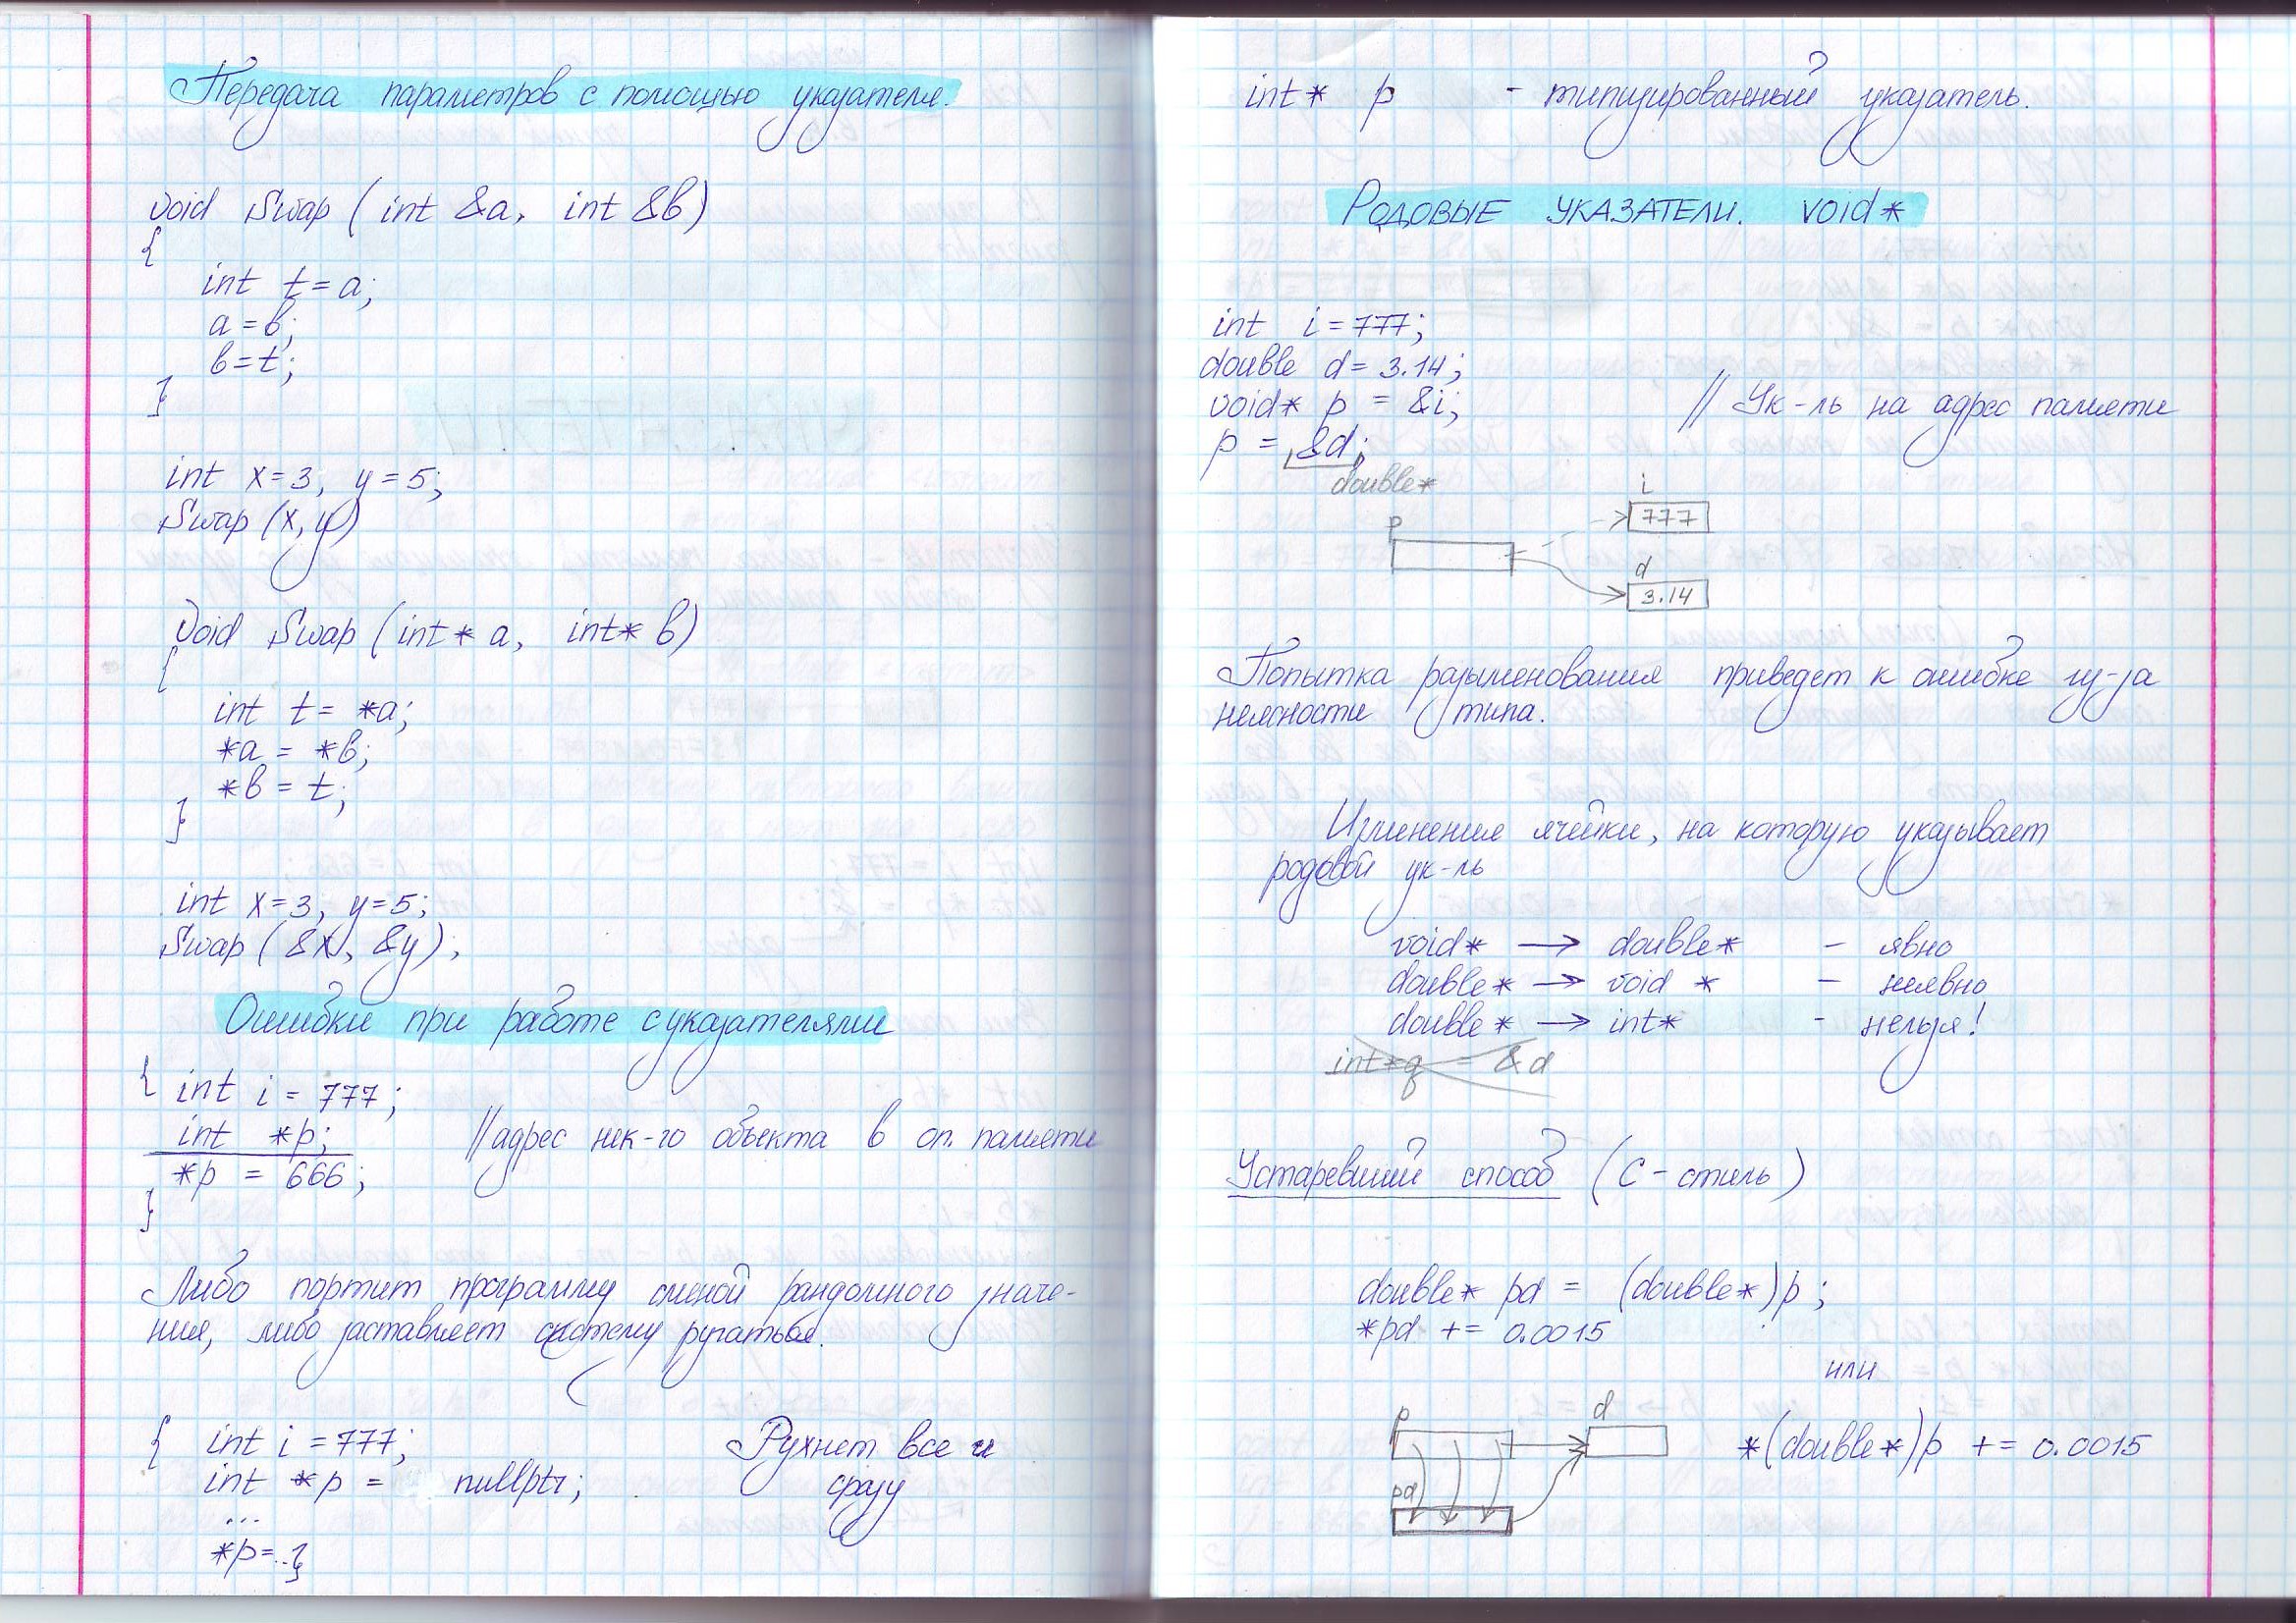 Передача параметров с помощью указателя.
void Swap (int &a, int &b)
{
int t=a;
a=b;
b=t;
}
int x=3, y=5;
Swap (x, y)
void Swap (int* a, int* b)
{
int t= *a;
*a = *b;
*b = t;
}
int x=3, y=5;
Swap (&x, &y);
Ошибки при работе с указателями
{ int i = 777;
int *p; //адрес нек-го объекта в оп. памяти
*p = 666;
}
Либо портит программу сменой рандомного значе-
ния, либо заставляет систему ругаться.
{ int i = 777; Рухнет все и
int *p = nullptr; сразу
...
*p=..}
int* p - типизированный указатель.
РОДОВЫЕ УКАЗАТЕЛИ. void*
int i=777;
double d= 3.14;
void* p = &i; // Ук-ль на адрес памяти
p = &d;
double*
i
p 777
d
3.14
Попытка разыменования приведет к ошибке из-за
неясности типа.
Изменения ячейки, на которую указывает
родовой ук-ль
void* → double* - явно
double* → void * - неявно
double* → int* - нельзя!
int*q = &d
Устаревший способ (C-стиль)
double* pd = (double*)p;
*pd += 0.0015
или
p d
*(double*)p += 0.0015
pd